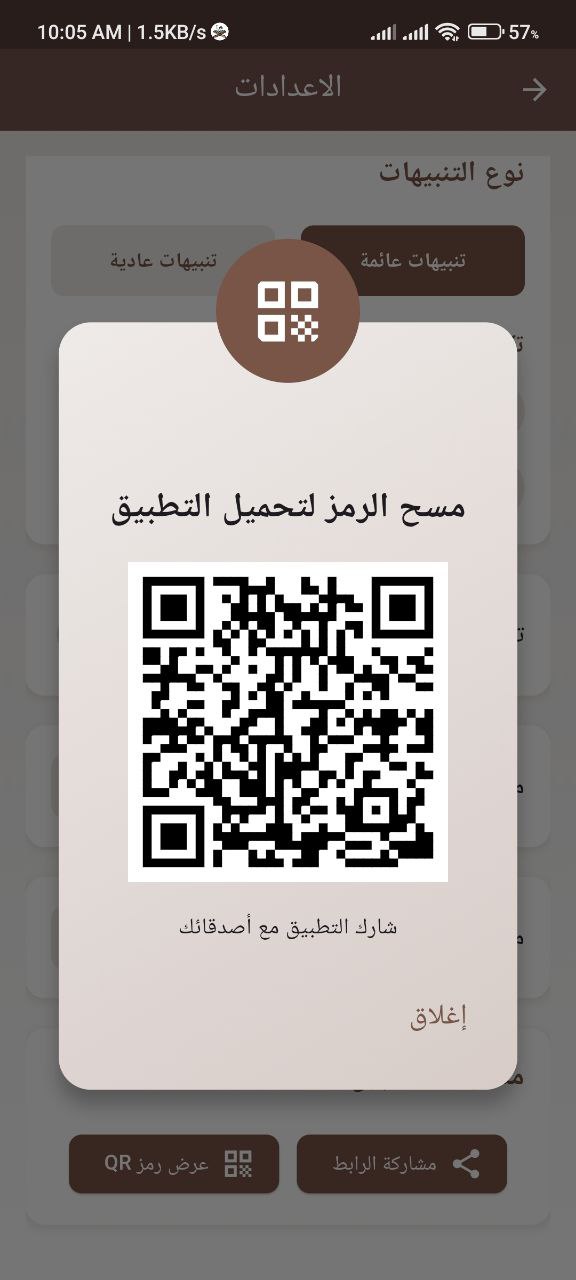 10:05 AM | 1.5KB/s
57%
الاعدادات
نوع التنبيهات
تنبيهات عائمة
تنبيهات عادية
مسح الرمز لتحميل التطبيق
شارك التطبيق مع أصدقائك
إغلاق
مشاركة الرابط
عرض رمز QR